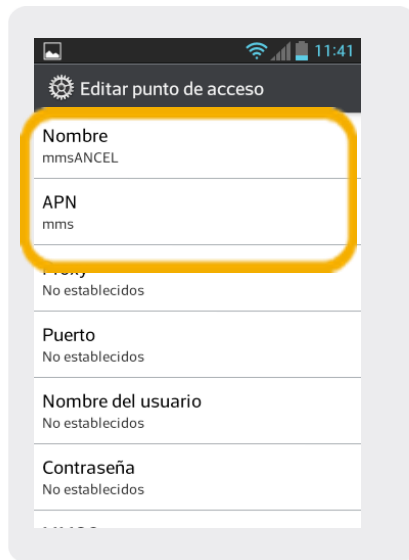 11:41
Editar punto de acceso
Nombre
mmsANCEL
APN
mms
Proxy
No establecidos
Puerto
No establecidos
Nombre del usuario
No establecidos
Contraseña
No establecidos